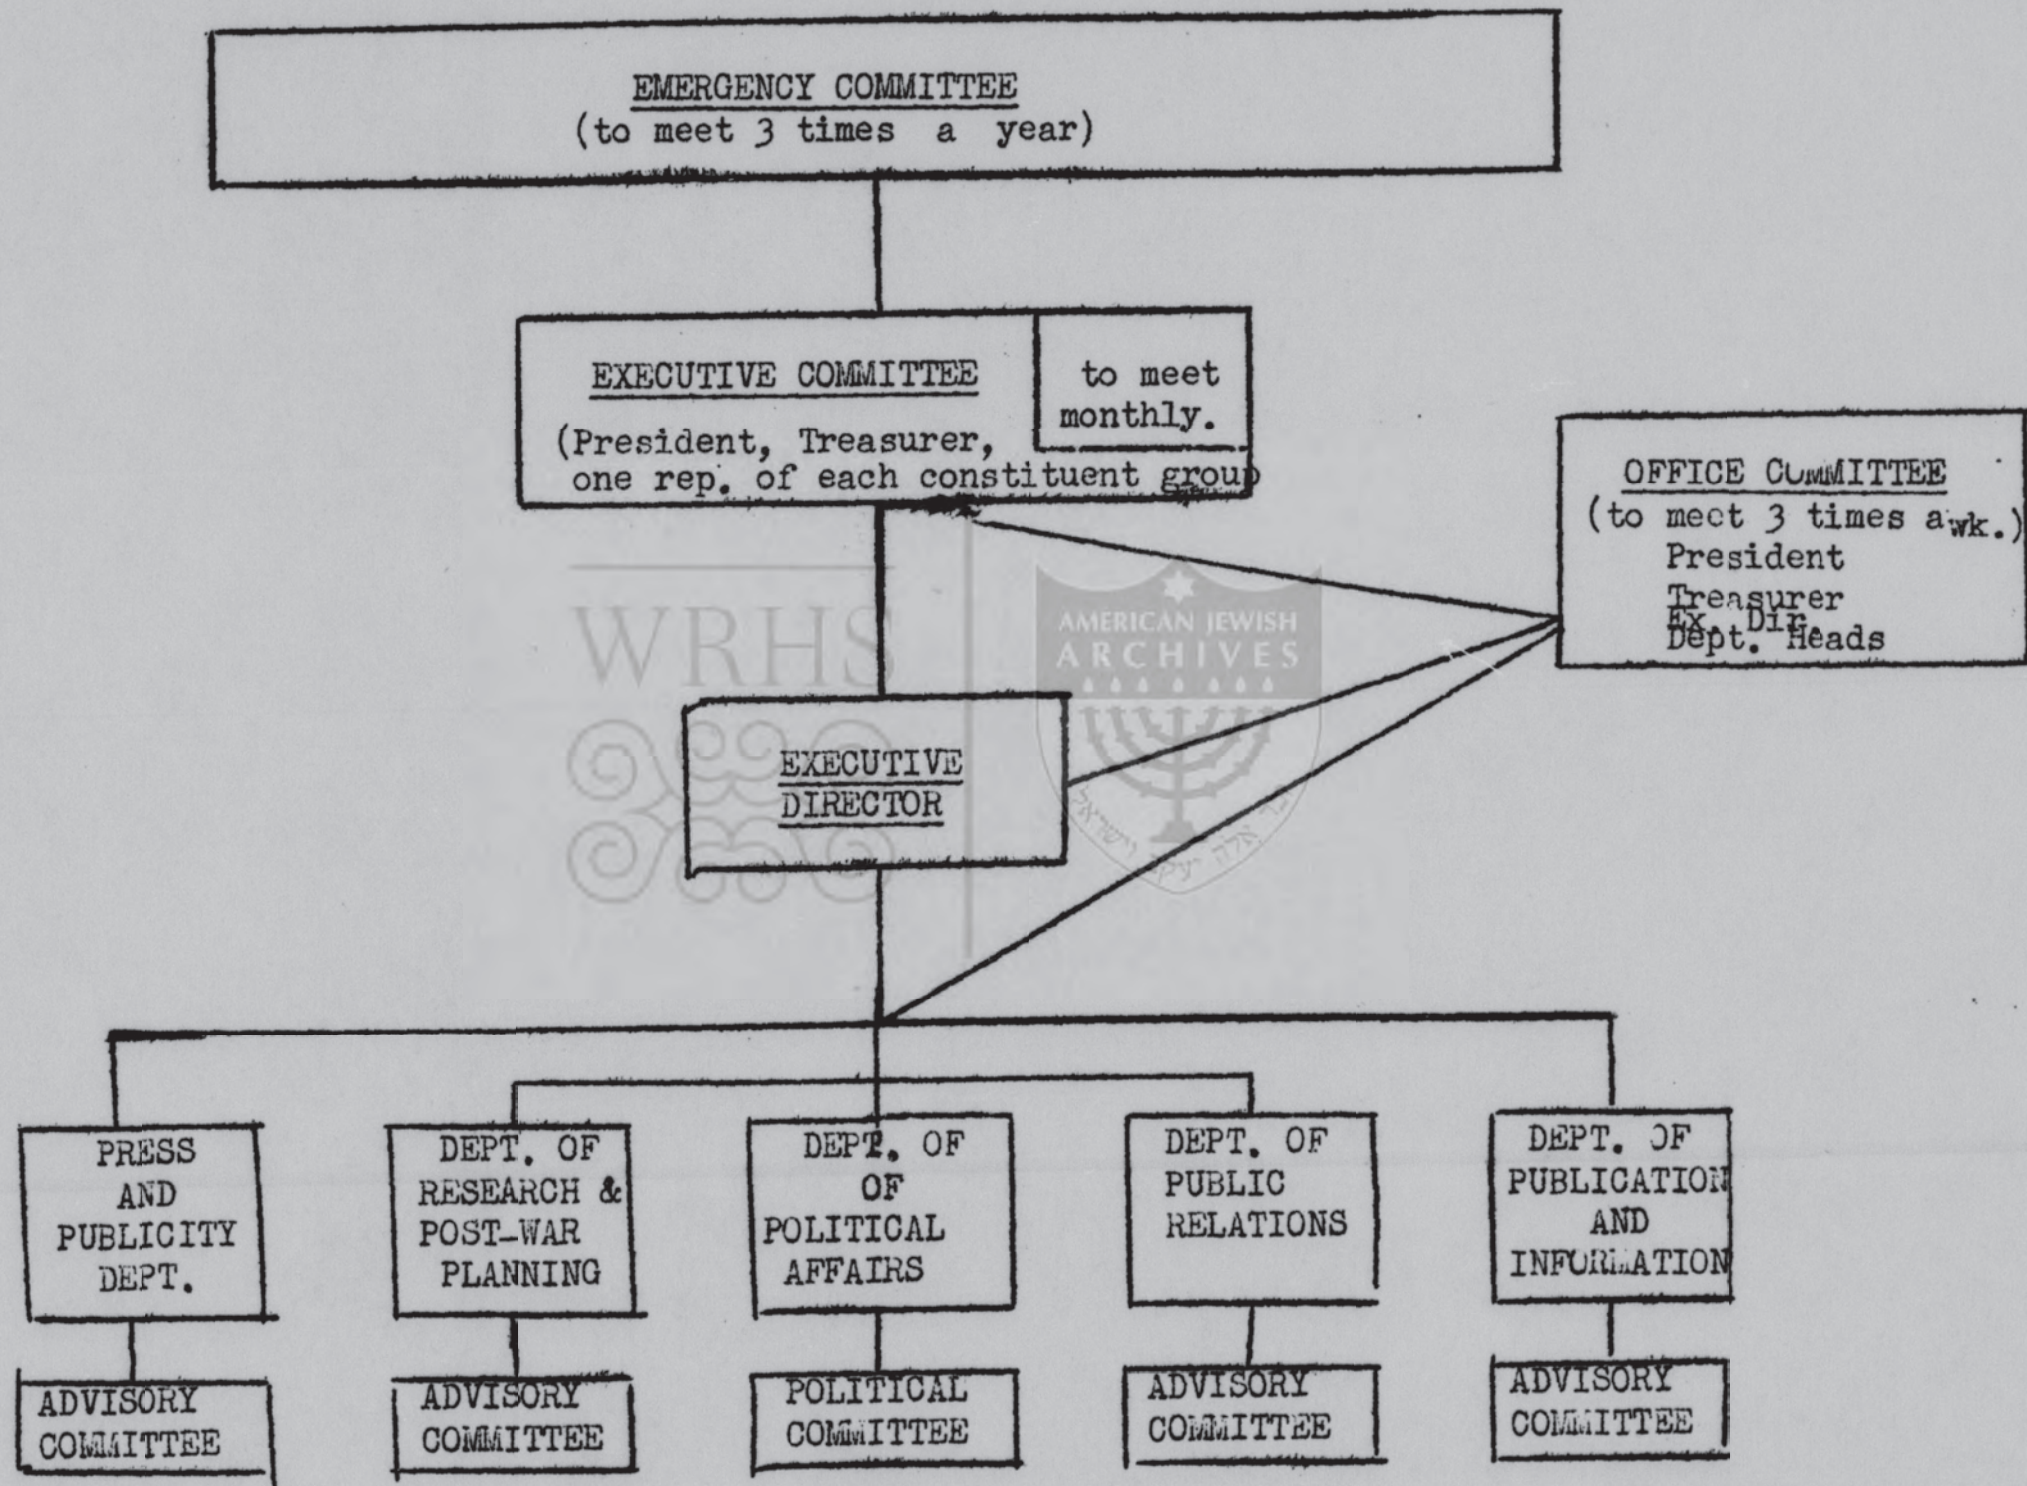 EMERGENCY COMMITTEE
(to meet 3 times a year)
EXECUTIVE COMMITTEE
to meet
monthly.
(President, Treasurer,
one rep. of each constituent group
OFFICE COMMITTEE
(to meet 3 times a wk.)
President
Treasurer
Ex. Dir.
Dept. Heads
WRHS
AMERICAN JEWISH
ARCHIVES
EXECUTIVE
DIRECTOR
PRESS
AND
PUBLICITY
DEPT.
DEPT. OF
RESEARCH &
POST-WAR
PLANNING
DEPT. OF
OF
POLITICAL
AFFAIRS
DEPT. OF
PUBLIC
RELATIONS
DEPT. OF
PUBLICATION
AND
INFORMATION
ADVISORY
COMMITTEE
ADVISORY
COMMITTEE
POLITICAL
COMMITTEE
ADVISORY
COMMITTEE
ADVISORY
COMMITTEE